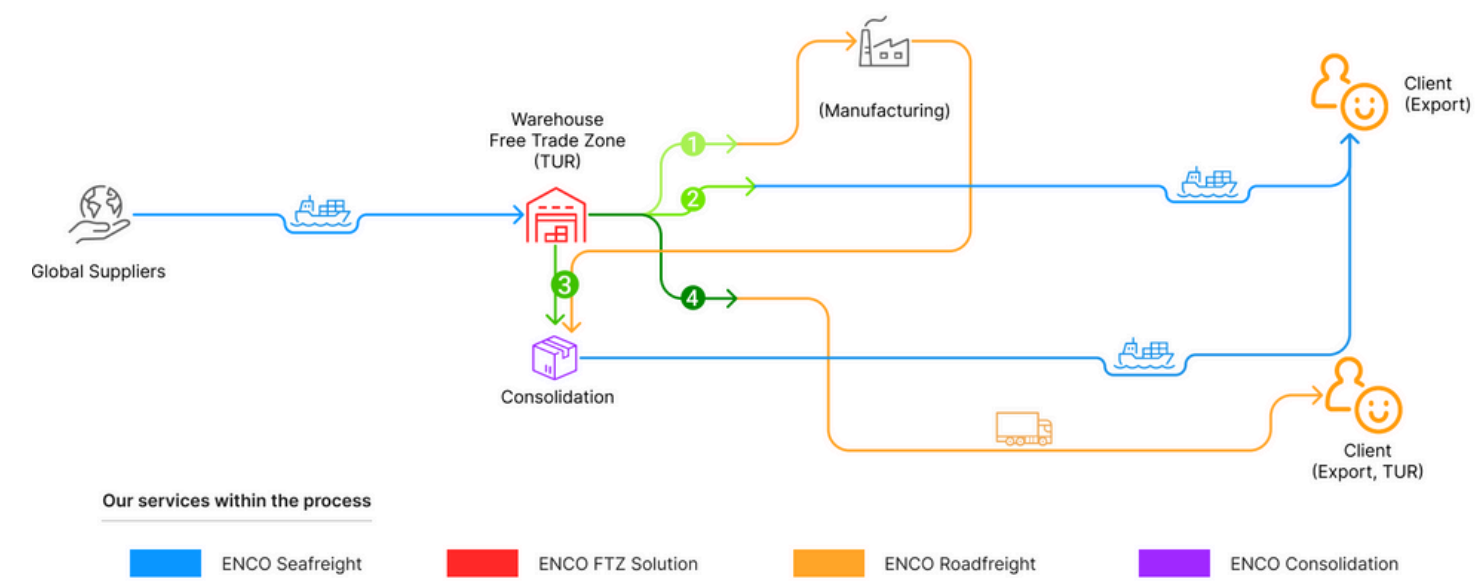 Client
(Export)
(Manufacturing)
Warehouse
Free Trade Zone
(TUR)
1
2
Global Suppliers
3
4
Consolidation
Client
(Export, TUR)
Our services within the process
ENCO Seafreight
ENCO FTZ Solution
ENCO Roadfreight
ENCO Consolidation